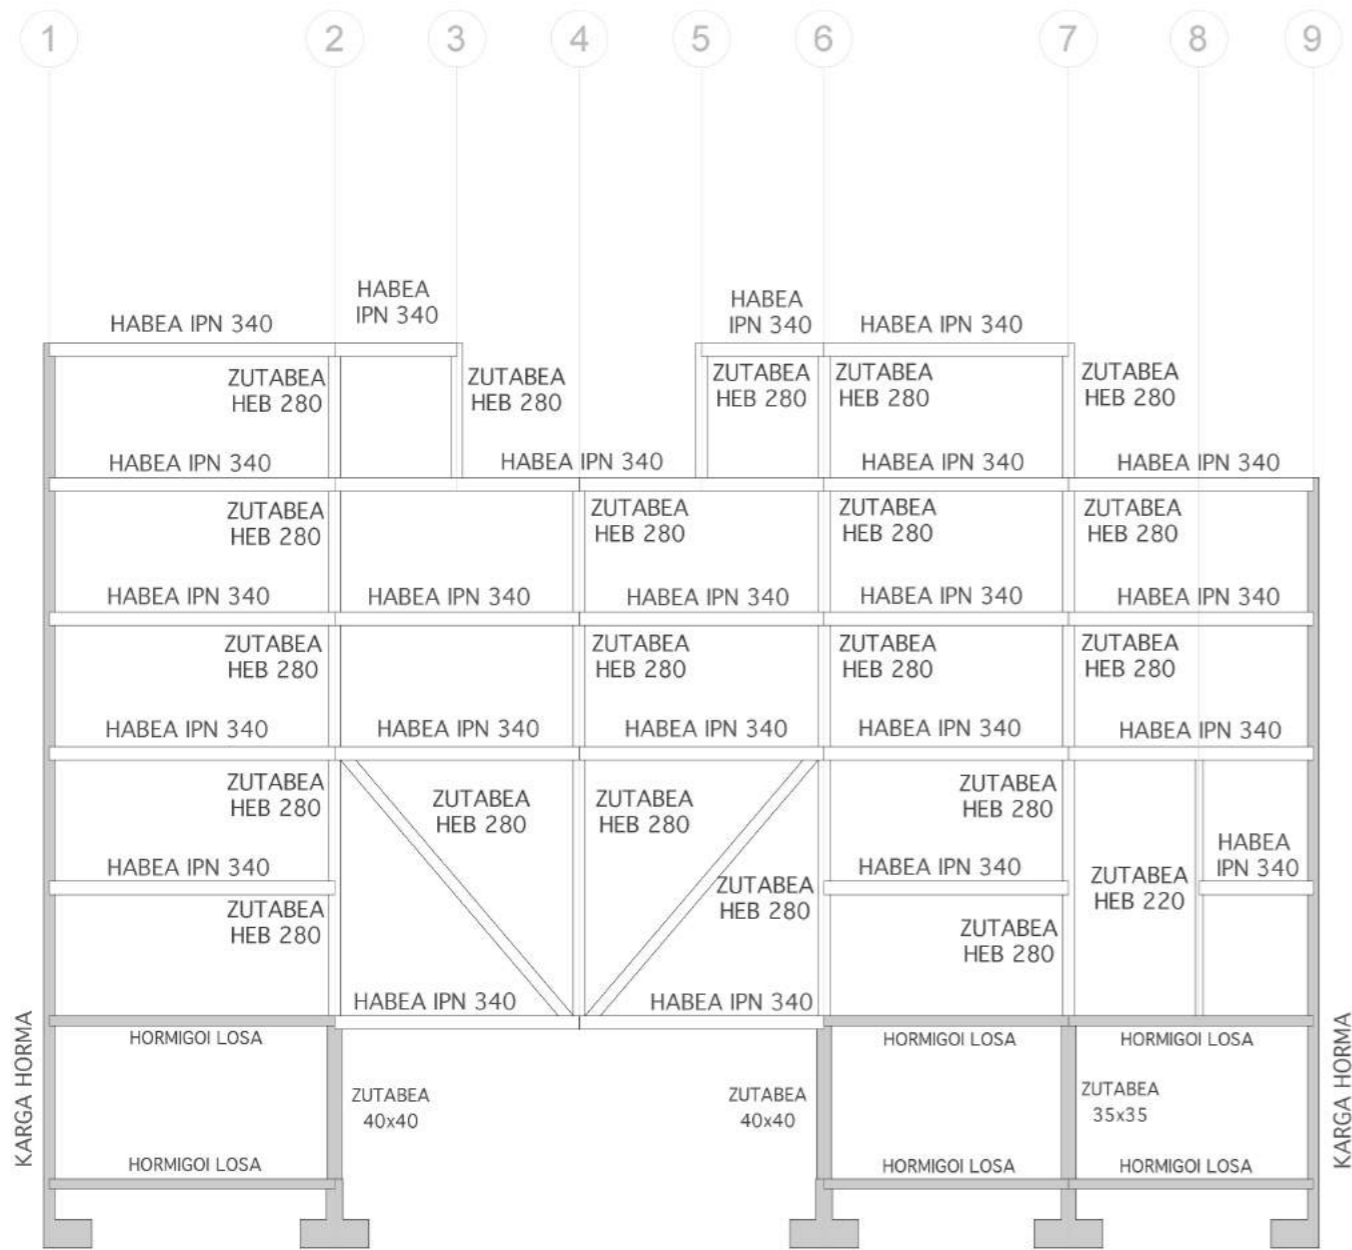 1 2 3 4 5 6 7 8 9
HABEA
IPN 340
HABEA
IPN 340
HABEA IPN 340
HABEA IPN 340
ZUTABEA
HEB 280
ZUTABEA
HEB 280
ZUTABEA
HEB 280
ZUTABEA
HEB 280
ZUTABEA
HEB 280
HABEA IPN 340
HABEA IPN 340
HABEA IPN 340
HABEA IPN 340
ZUTABEA
HEB 280
ZUTABEA
HEB 280
ZUTABEA
HEB 280
ZUTABEA
HEB 280
HABEA IPN 340
HABEA IPN 340
HABEA IPN 340
HABEA IPN 340
HABEA IPN 340
ZUTABEA
HEB 280
ZUTABEA
HEB 280
ZUTABEA
HEB 280
ZUTABEA
HEB 280
HABEA IPN 340
HABEA IPN 340
HABEA IPN 340
HABEA IPN 340
HABEA IPN 340
ZUTABEA
HEB 280
ZUTABEA
HEB 280
ZUTABEA
HEB 280
ZUTABEA
HEB 280
HABEA
IPN 340
HABEA IPN 340
HABEA IPN 340
ZUTABEA
HEB 280
ZUTABEA
HEB 220
ZUTABEA
HEB 280
ZUTABEA
HEB 280
HABEA IPN 340
HABEA IPN 340
KARGA HORMA
HORMIGOI LOSA
HORMIGOI LOSA
HORMIGOI LOSA
KARGA HORMA
ZUTABEA
40x40
ZUTABEA
40x40
ZUTABEA
35x35
HORMIGOI LOSA
HORMIGOI LOSA
HORMIGOI LOSA